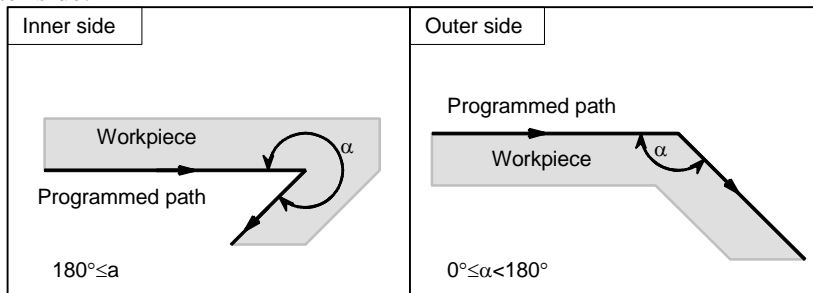 Inner side
Workpiece
α
Programmed path
180°≤a
Outer side
Programmed path
α
Workpiece
0°≤α<180°